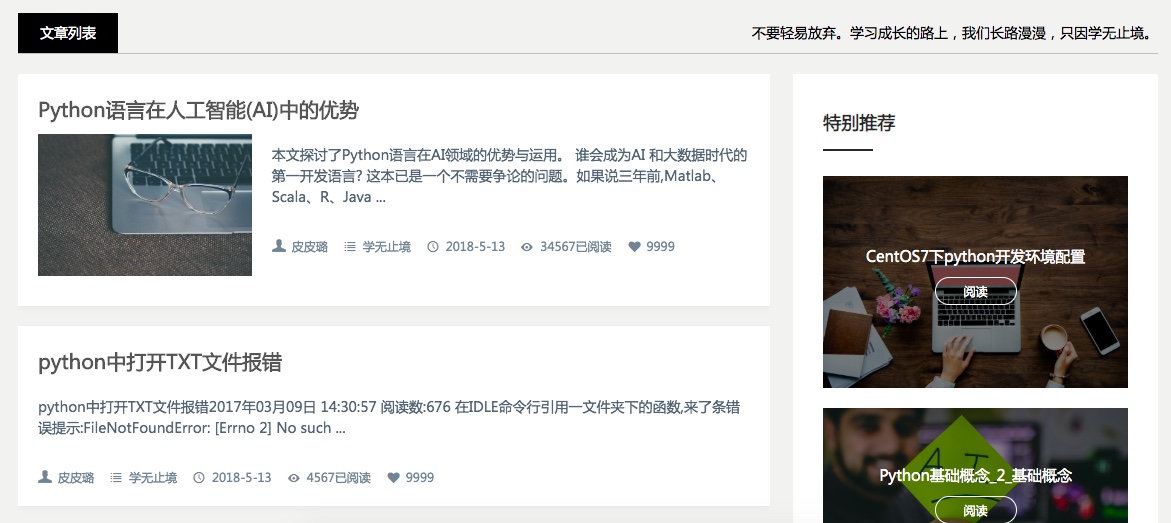 文章列表
不要轻易放弃。学习成长的路上，我们长路漫漫，只因学无止境。
Python语言在人工智能(AI)中的优势
本文探讨了Python语言在AI领域的优势与运用。 谁会成为AI 和大数据时代的
第一开发语言? 这本已是一个不需要争论的问题。如果说三年前,Matlab、
Scala、R、Java ...
皮皮璐 学无止境 2018-5-13 34567已阅读 9999
python中打开TXT文件报错
python中打开TXT文件报错2017年03月09日 14:30:57 阅读数:676 在IDLE命令行引用一文件夹下的函数,来了条错
误提示:FileNotFoundError: [Errno 2] No such ...
皮皮璐 学无止境 2018-5-13 4567已阅读 9999
特别推荐
CentOS7下python开发环境配置
阅读
Python基础概念_2_基础概念
阅读